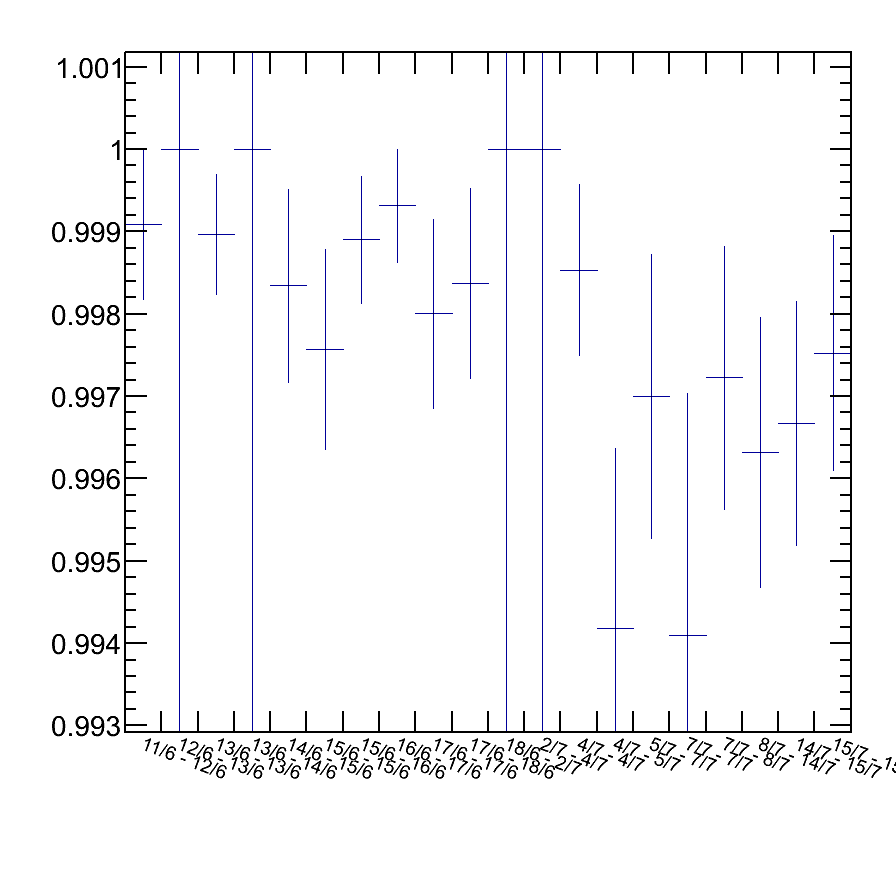 1.001
1
0.999
0.998
0.997
0.996
0.995
0.994
0.993
11/6 - 12/6
12/6 - 13/6
13/6 - 13/6
13/6 - 14/6
14/6 - 15/6
15/6 - 15/6
15/6 - 16/6
16/6 - 17/6
17/6 - 17/6
17/6 - 18/6
18/6 - 2/7
2/7 - 4/7
4/7 - 4/7
4/7 - 5/7
5/7 - 7/7
7/7 - 7/7
7/7 - 8/7
8/7 - 14/7
14/7 - 15/7
15/7 - 15